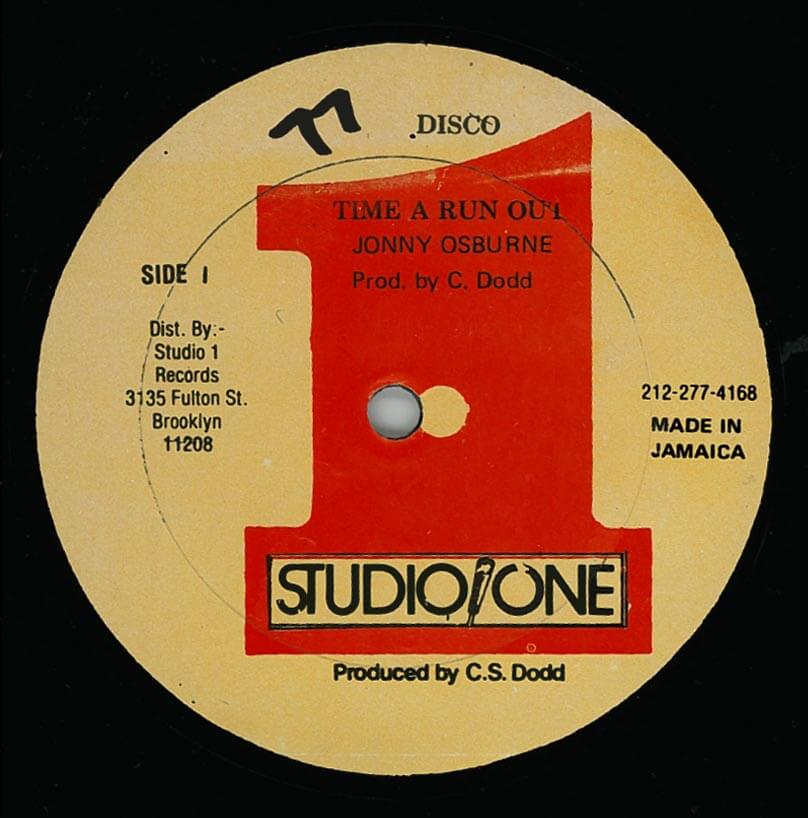 77
DISCO
TIME A RUN OUT
JONNY OSBURNE
Prod. by C. Dodd
SIDE 1
Dist. By:-
Studio 1
Records
3135 Fulton St.
Brooklyn
11208
212-277-4168
MADE IN
JAMAICA
STUDIO ONE
Produced by C.S. Dodd